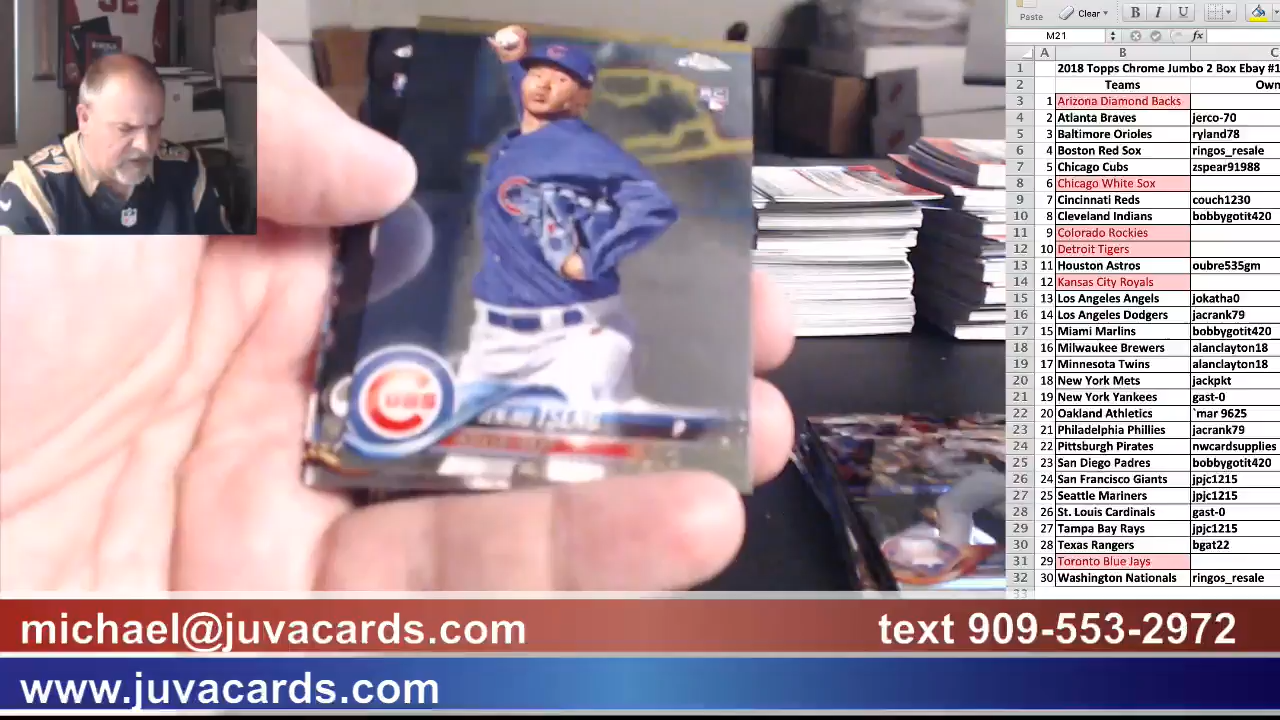 Paste
Clear
B I U
M21
fx
A B C
1 2018 Topps Chrome Jumbo 2 Box Ebay #1
2 Teams Own
3 1 Arizona Diamond Backs
4 2 Atlanta Braves jerco-70
5 3 Baltimore Orioles ryland78
6 4 Boston Red Sox ringos_resale
7 5 Chicago Cubs zspear91988
8 6 Chicago White Sox
9 7 Cincinnati Reds couch1230
10 8 Cleveland Indians bobbygotit420
11 9 Colorado Rockies
12 10 Detroit Tigers
13 11 Houston Astros oubre535gm
14 12 Kansas City Royals
15 13 Los Angeles Angels jokatha0
16 14 Los Angeles Dodgers jacrank79
17 15 Miami Marlins bobbygotit420
18 16 Milwaukee Brewers alanclayton18
19 17 Minnesota Twins alanclayton18
20 18 New York Mets jackpkt
21 19 New York Yankees gast-0
22 20 Oakland Athletics `mar 9625
23 21 Philadelphia Phillies jacrank79
24 22 Pittsburgh Pirates nwcardsupplies
25 23 San Diego Padres bobbygotit420
26 24 San Francisco Giants jpjc1215
27 25 Seattle Mariners jpjc1215
28 26 St. Louis Cardinals gast-0
29 27 Tampa Bay Rays jpjc1215
30 28 Texas Rangers bgat22
31 29 Toronto Blue Jays
32 30 Washington Nationals ringos_resale
33
CUBS
RC
michael@juvacards.com
text 909-553-2972
www.juvacards.com